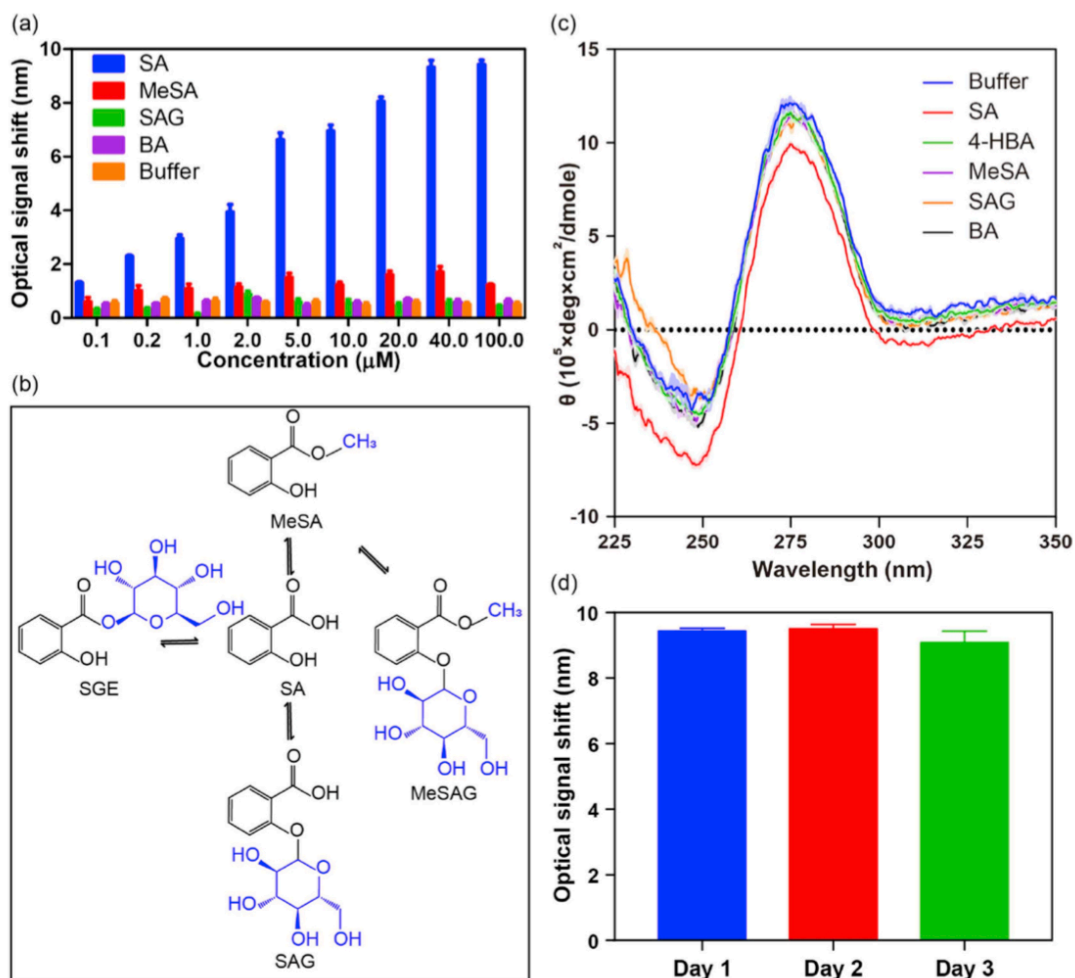 (a)
Optical signal shift (nm)
10
8
6
4
2
0
SA
MeSA
SAG
BA
Buffer
0.1 0.2 1.0 2.0 5.0 10.0 20.0 40.0 100.0
Concentration (μM)
(b)
O
O
CH₃
OH
MeSA
OH
HO
OH
O
HO
O
O
OH
SGE
O
OH
OH
SA
O
O
CH₃
O
HO
O
HO
OH
OH
MeSAG
O
OH
O
HO
O
HO
OH
OH
SAG
(c)
θ (10⁵×deg×cm²/dmole)
15
10
5
0
-5
-10
Buffer
SA
4-HBA
MeSA
SAG
BA
225 250 275 300 325 350
Wavelength (nm)
(d)
Optical signal shift (nm)
10
8
6
4
2
0
Day 1 Day 2 Day 3